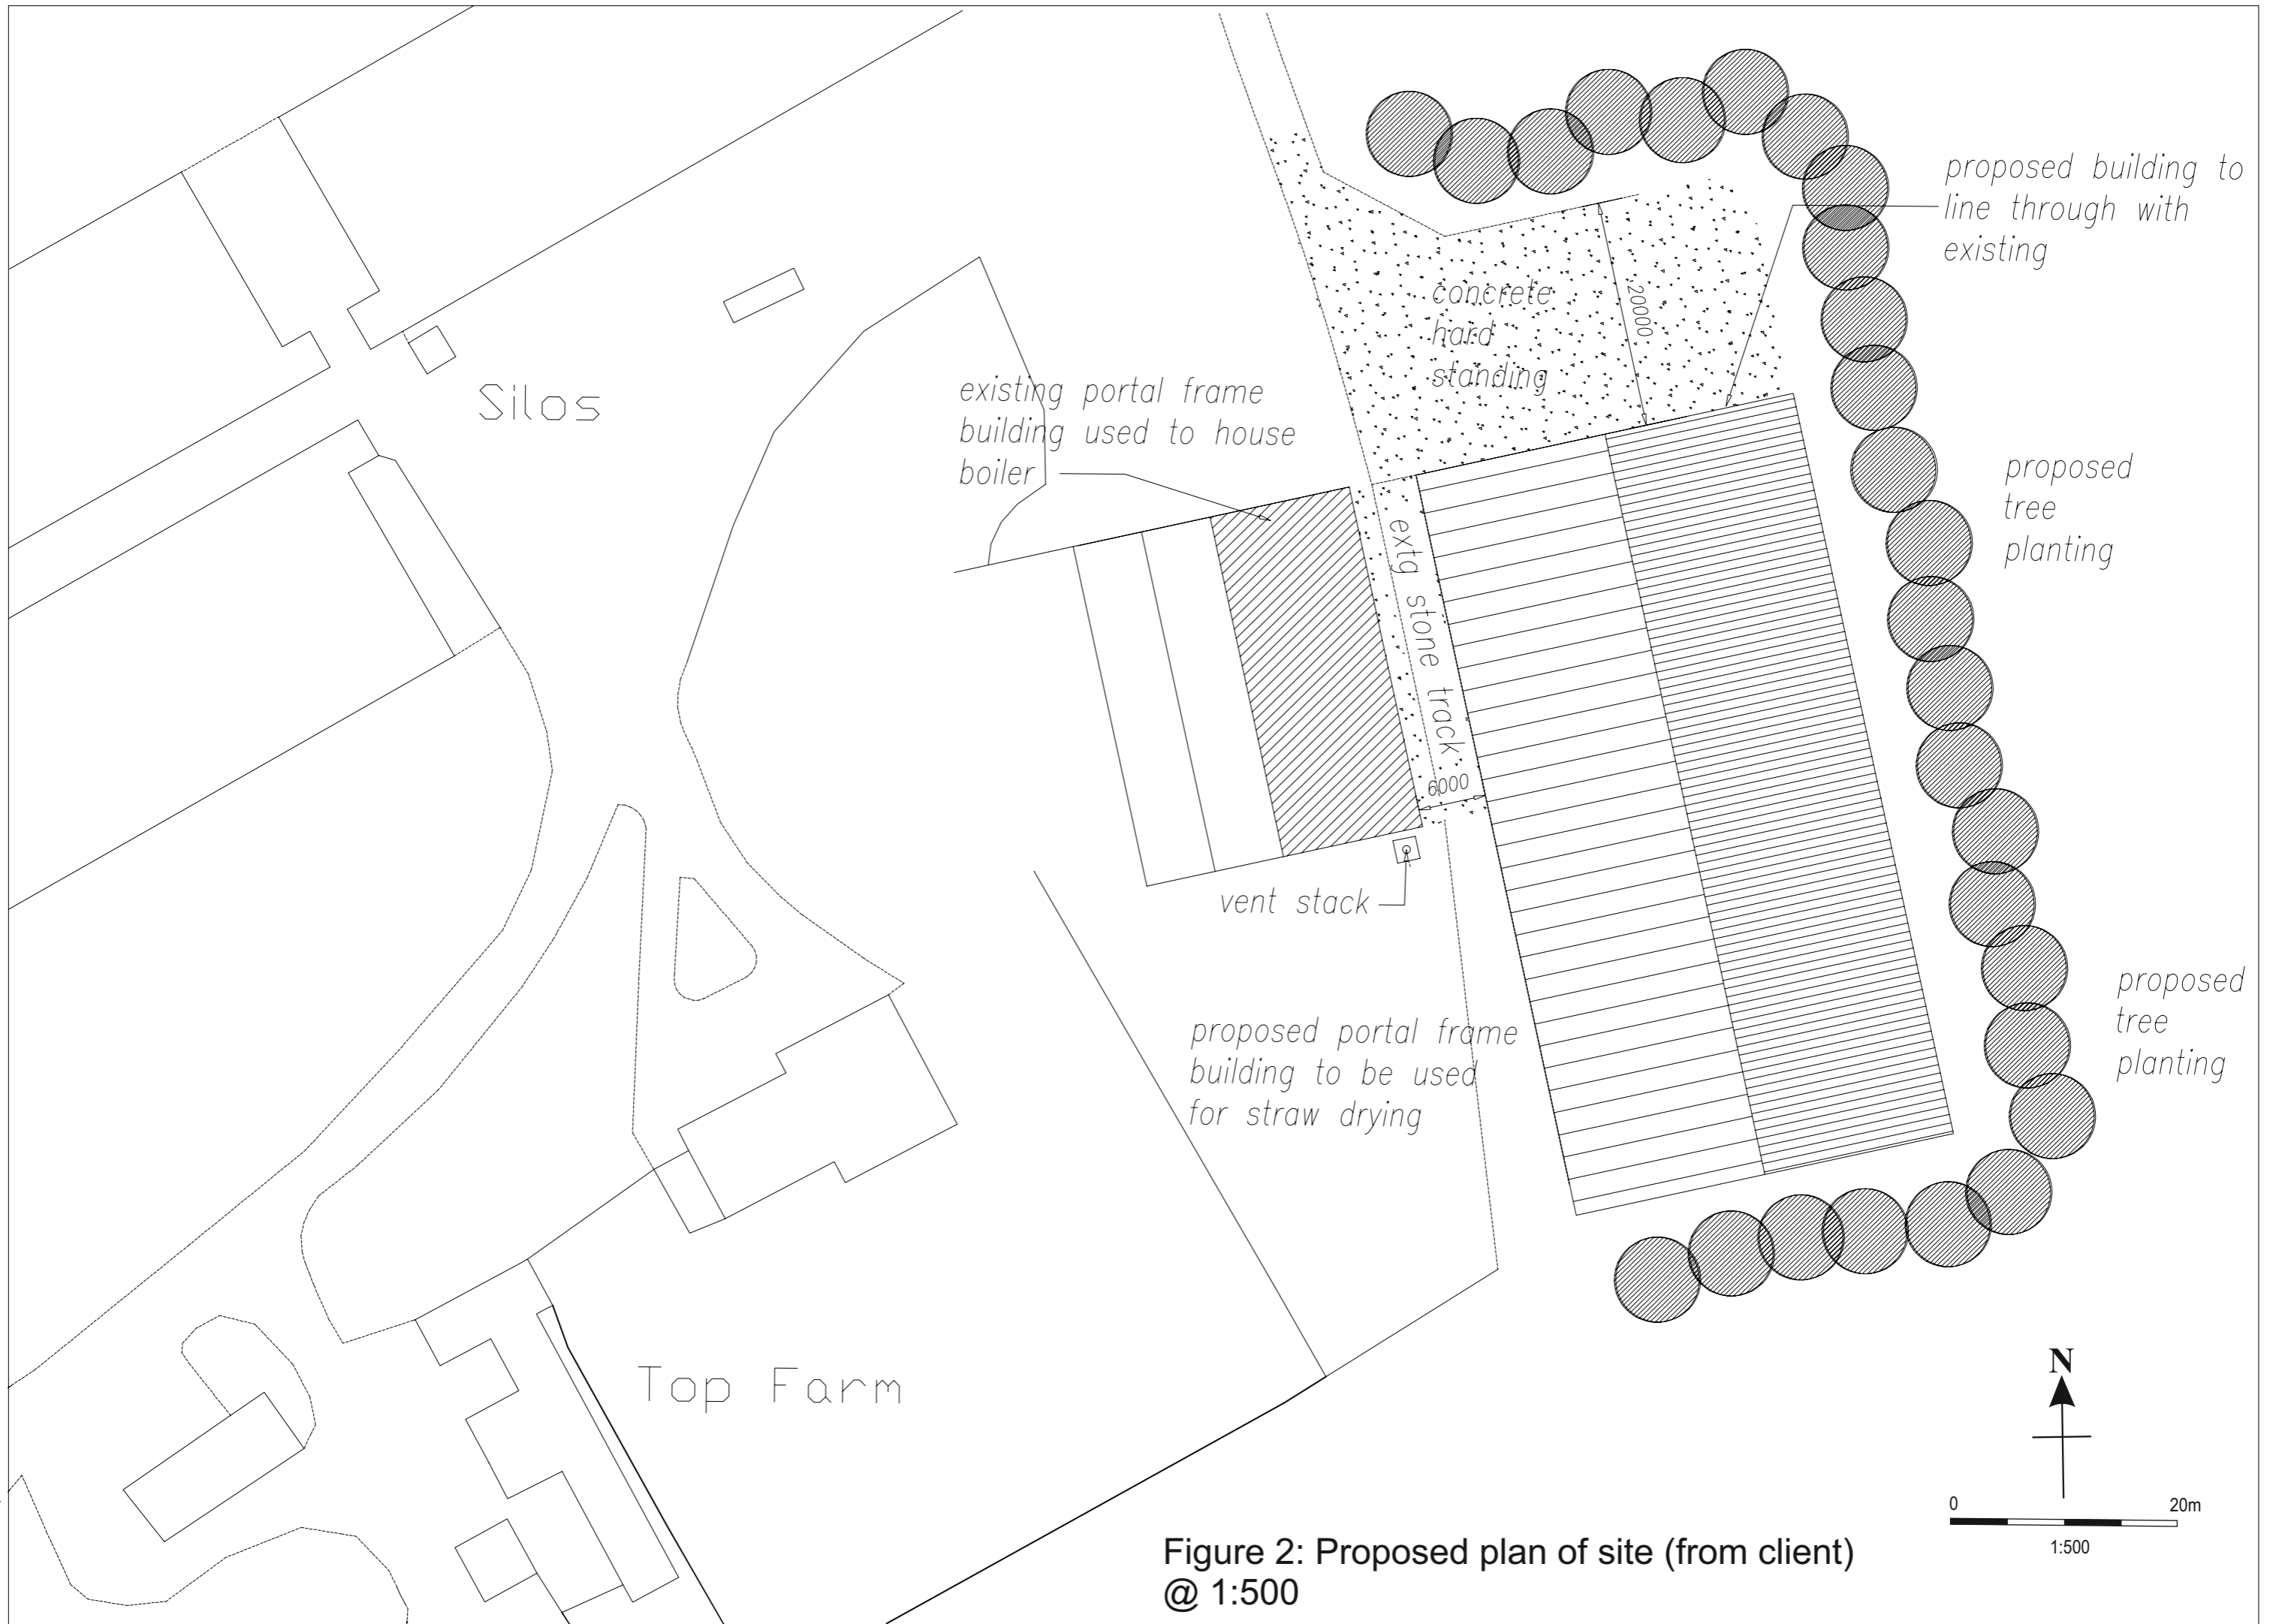 proposed building to
line through with
existing
concrete
hard
standing
20000
Silos
existing portal frame
building used to house
boiler
proposed
tree
planting
extg stone track
6000
vent stack
proposed portal frame
building to be used
for straw drying
proposed
tree
planting
Top Farm
N
0 20m
1:500
Figure 2: Proposed plan of site (from client)
@ 1:500